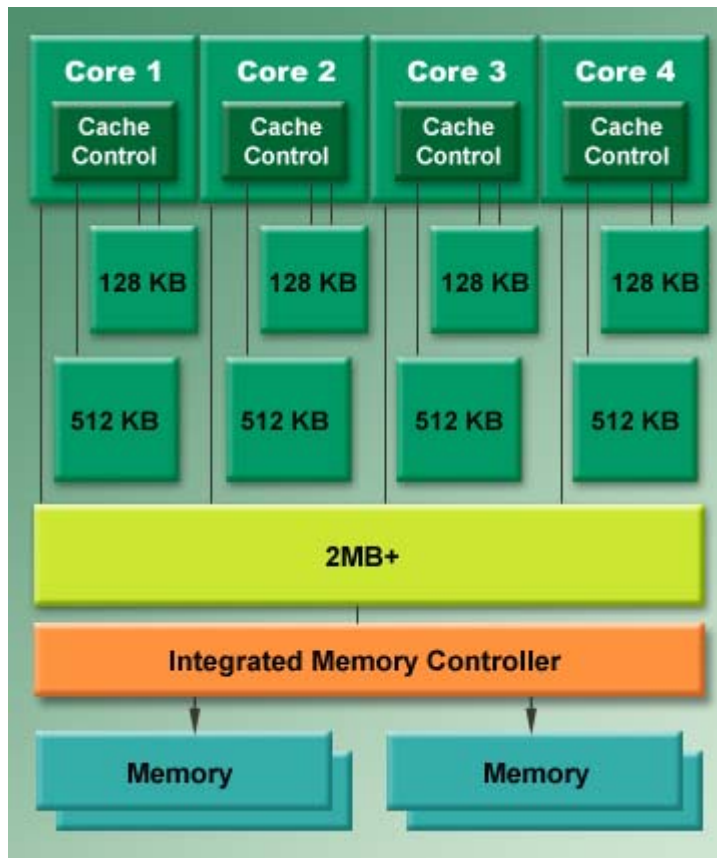 Core 1
Core 2
Core 3
Core 4
Cache
Control
Cache
Control
Cache
Control
Cache
Control
128 KB
128 KB
128 KB
128 KB
512 KB
512 KB
512 KB
512 KB
2MB+
Integrated Memory Controller
Memory
Memory